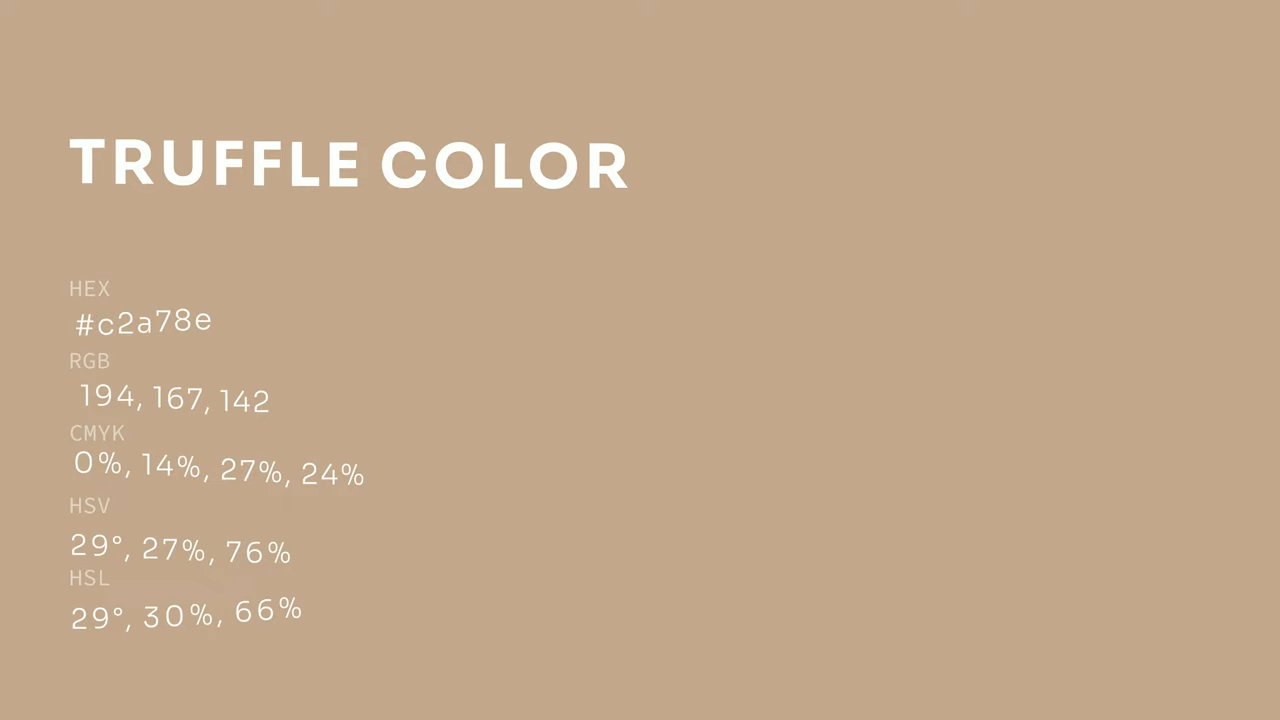 TRUFFLE COLOR
HEX
#c2a78e
RGB
194, 167, 142
CMYK
0%, 14%, 27%, 24%
HSV
29°, 27%, 76%
HSL
29°, 30%, 66%